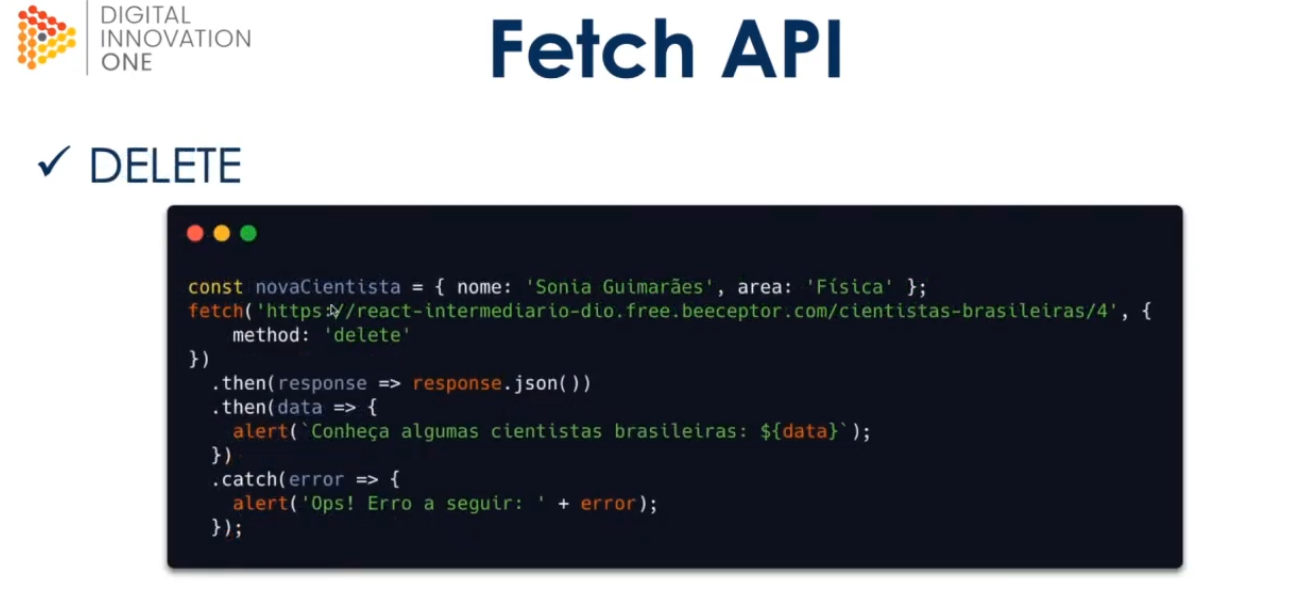 DIGITAL
INNOVATION
ONE
Fetch API
✓ DELETE
const novaCientista = { nome: 'Sonia Guimarães', area: 'Física' };
fetch('https://react-intermediario-dio.free.beeceptor.com/cientistas-brasileiras/4', {
    method: 'delete'
})
  .then(response => response.json())
  .then(data => {
    alert(`Conheça algumas cientistas brasileiras: ${data}`);
  })
  .catch(error => {
    alert('Ops! Erro a seguir: ' + error);
  });